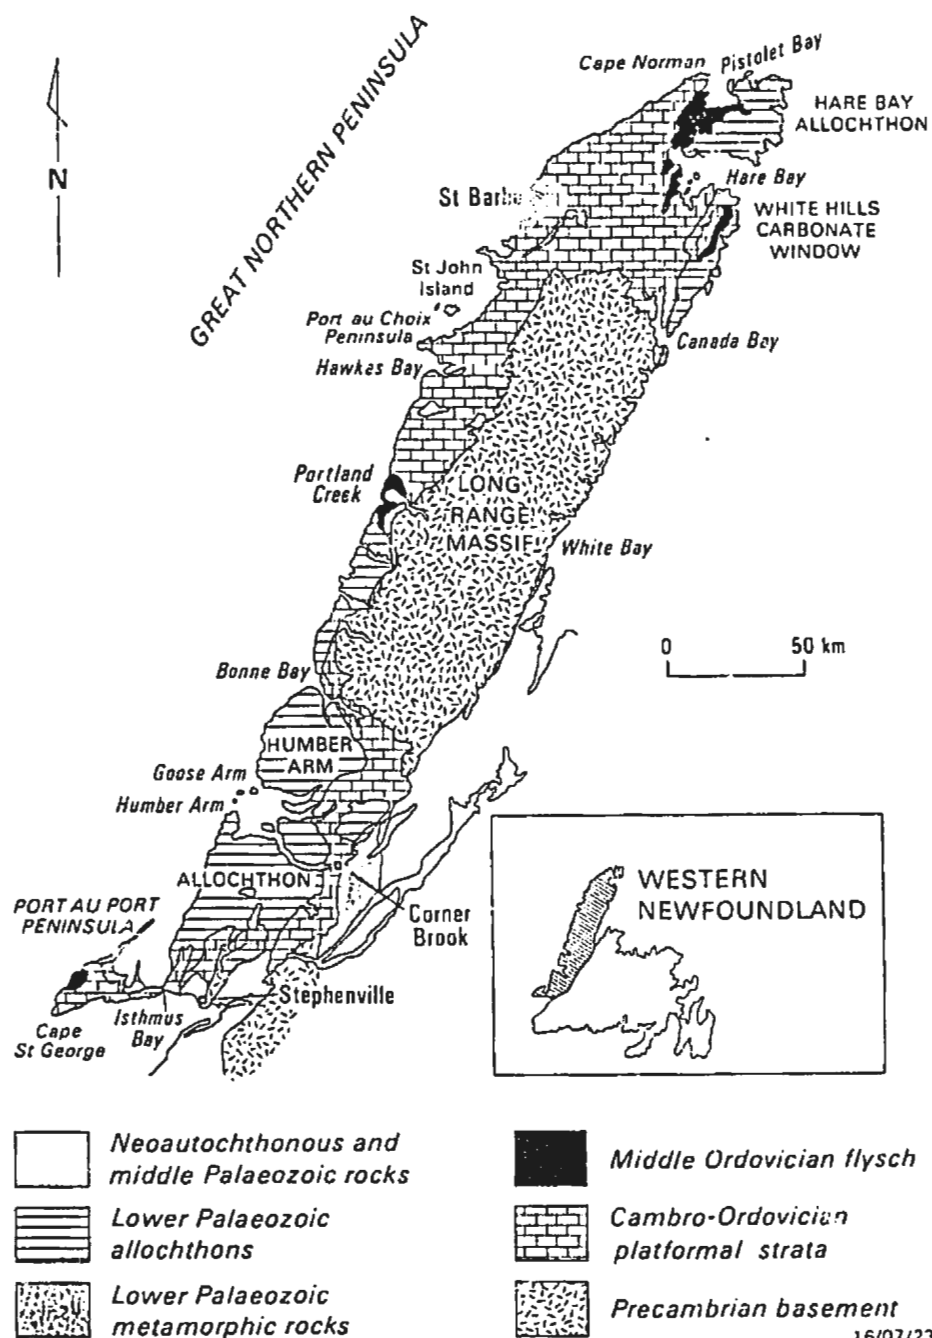 GREAT NORTHERN PENINSULA
Cape Norman
Pistolet Bay
HARE BAY
ALLOCHTHON
N
Hare Bay
St Barbe
WHITE HILLS
CARBONATE
WINDOW
St John
Island
Port au Choix
Peninsula
Canada Bay
Hawkes Bay
Portland
Creek
LONG
RANGE
MASSIF
White Bay
0 50 km
Bonne Bay
HUMBER
ARM
Goose Arm
Humber Arm
ALLOCHTHON
WESTERN
NEWFOUNDLAND
PORT AU PORT
PENINSULA
Corner
Brook
Stephenville
Isthmus
Bay
Cape
St George
Neoautochthonous and
middle Palaeozoic rocks
Middle Ordovician flysch
Lower Palaeozoic
allochthons
Cambro-Ordovician
platformal strata
Lower Palaeozoic
metamorphic rocks
Precambrian basement